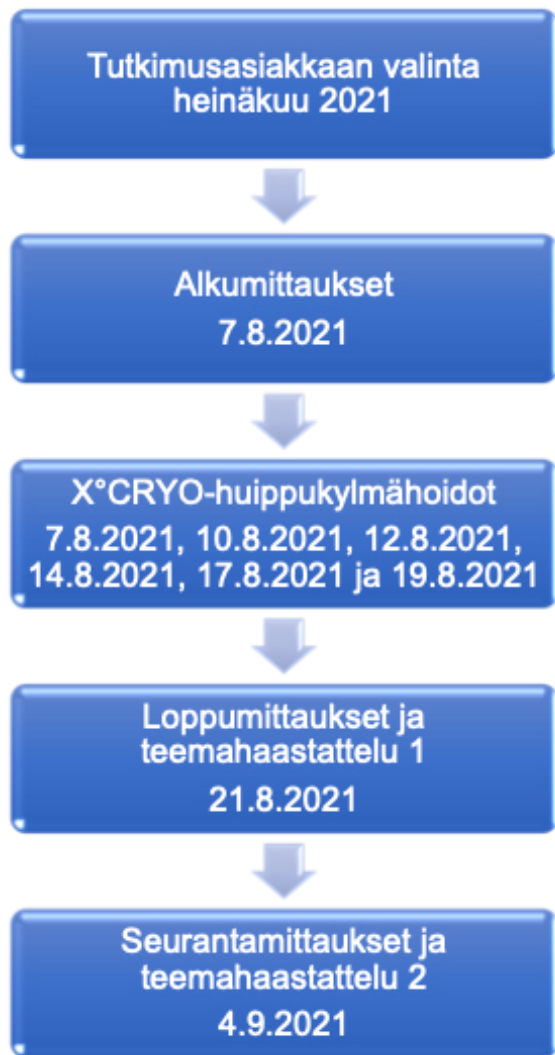 Tutkimusasiakkaan valinta
heinäkuu 2021
Alkumittaukset
7.8.2021
X°CRYO-huippukylmähoidot
7.8.2021, 10.8.2021, 12.8.2021,
14.8.2021, 17.8.2021 ja 19.8.2021
Loppumittaukset ja
teemahaastattelu 1
21.8.2021
Seurantamittaukset ja
teemahaastattelu 2
4.9.2021